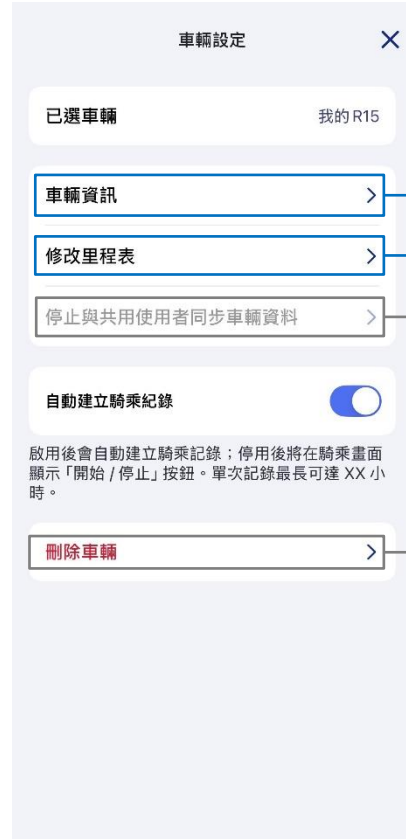 車輛設定
已選車輛 我的 R15
車輛資訊
修改里程表
停止與共用使用者同步車輛資料
自動建立騎乘紀錄
啟用後會自動建立騎乘記錄；停用後將在騎乘畫面
顯示「開始 / 停止」按鈕。單次記錄最長可達 XX 小
時。
刪除車輛